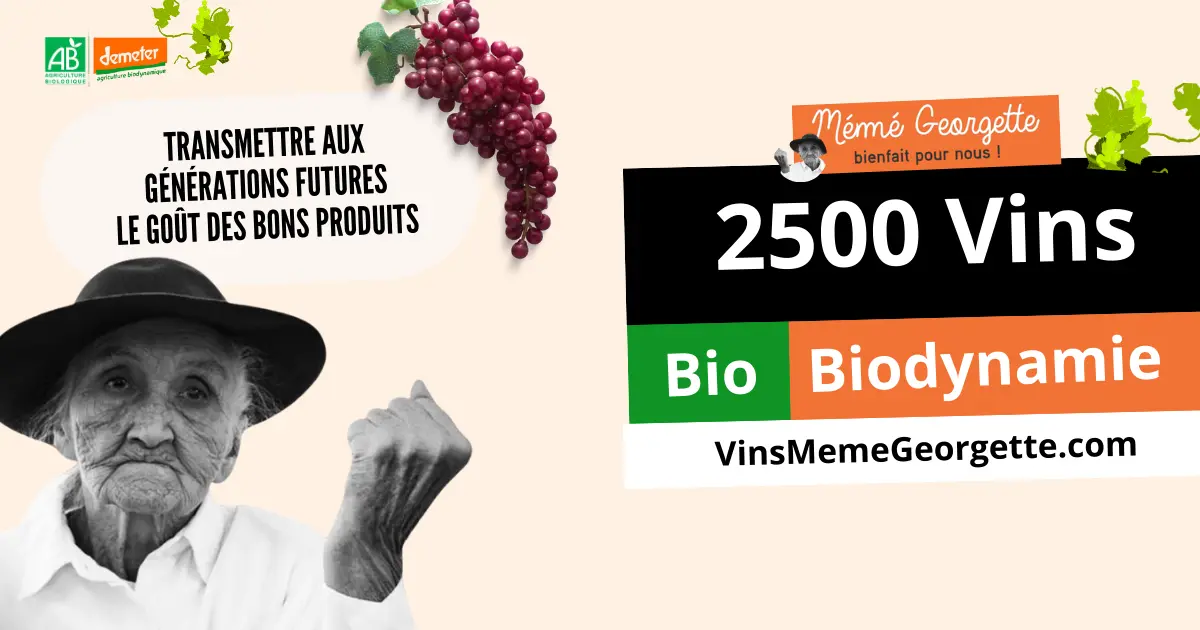 AB
AGRICULTURE
BIOLOGIQUE
demeter
agriculture biodynamique
TRANSMETTRE AUX
GÉNÉRATIONS FUTURES
LE GOÛT DES BONS PRODUITS
Mémé Georgette
bienfait pour nous !
2500 Vins
Bio
Biodynamie
VinsMemeGeorgette.com